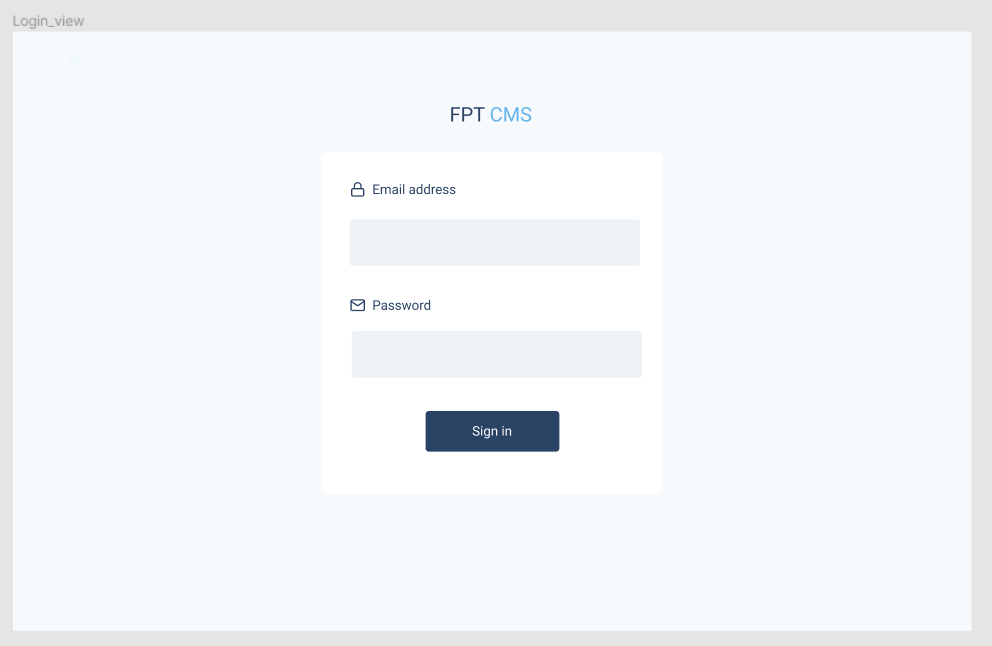 Login_view
FPT CMS
Email address
Password
Sign in